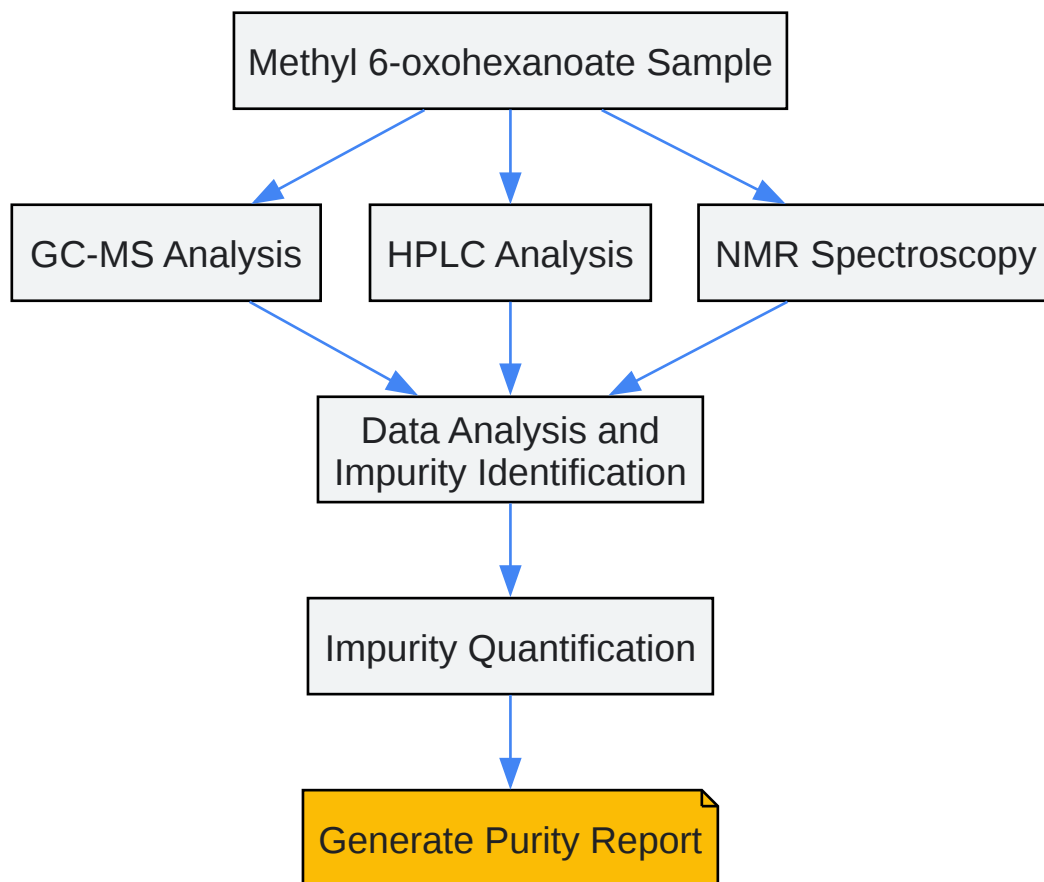 Methyl 6-oxohexanoate Sample
GC-MS Analysis
HPLC Analysis
NMR Spectroscopy
Data Analysis and
Impurity Identification
Impurity Quantification
Generate Purity Report